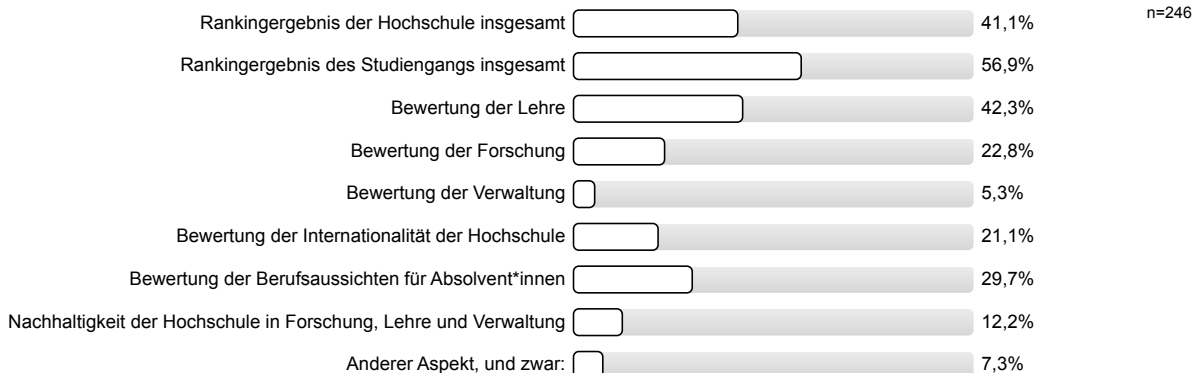 Rankingergebnis der Hochschule insgesamt 41,1% n=246
Rankingergebnis des Studiengangs insgesamt 56,9%
Bewertung der Lehre 42,3%
Bewertung der Forschung 22,8%
Bewertung der Verwaltung 5,3%
Bewertung der Internationalität der Hochschule 21,1%
Bewertung der Berufsaussichten für Absolvent*innen 29,7%
Nachhaltigkeit der Hochschule in Forschung, Lehre und Verwaltung 12,2%
Anderer Aspekt, und zwar: 7,3%